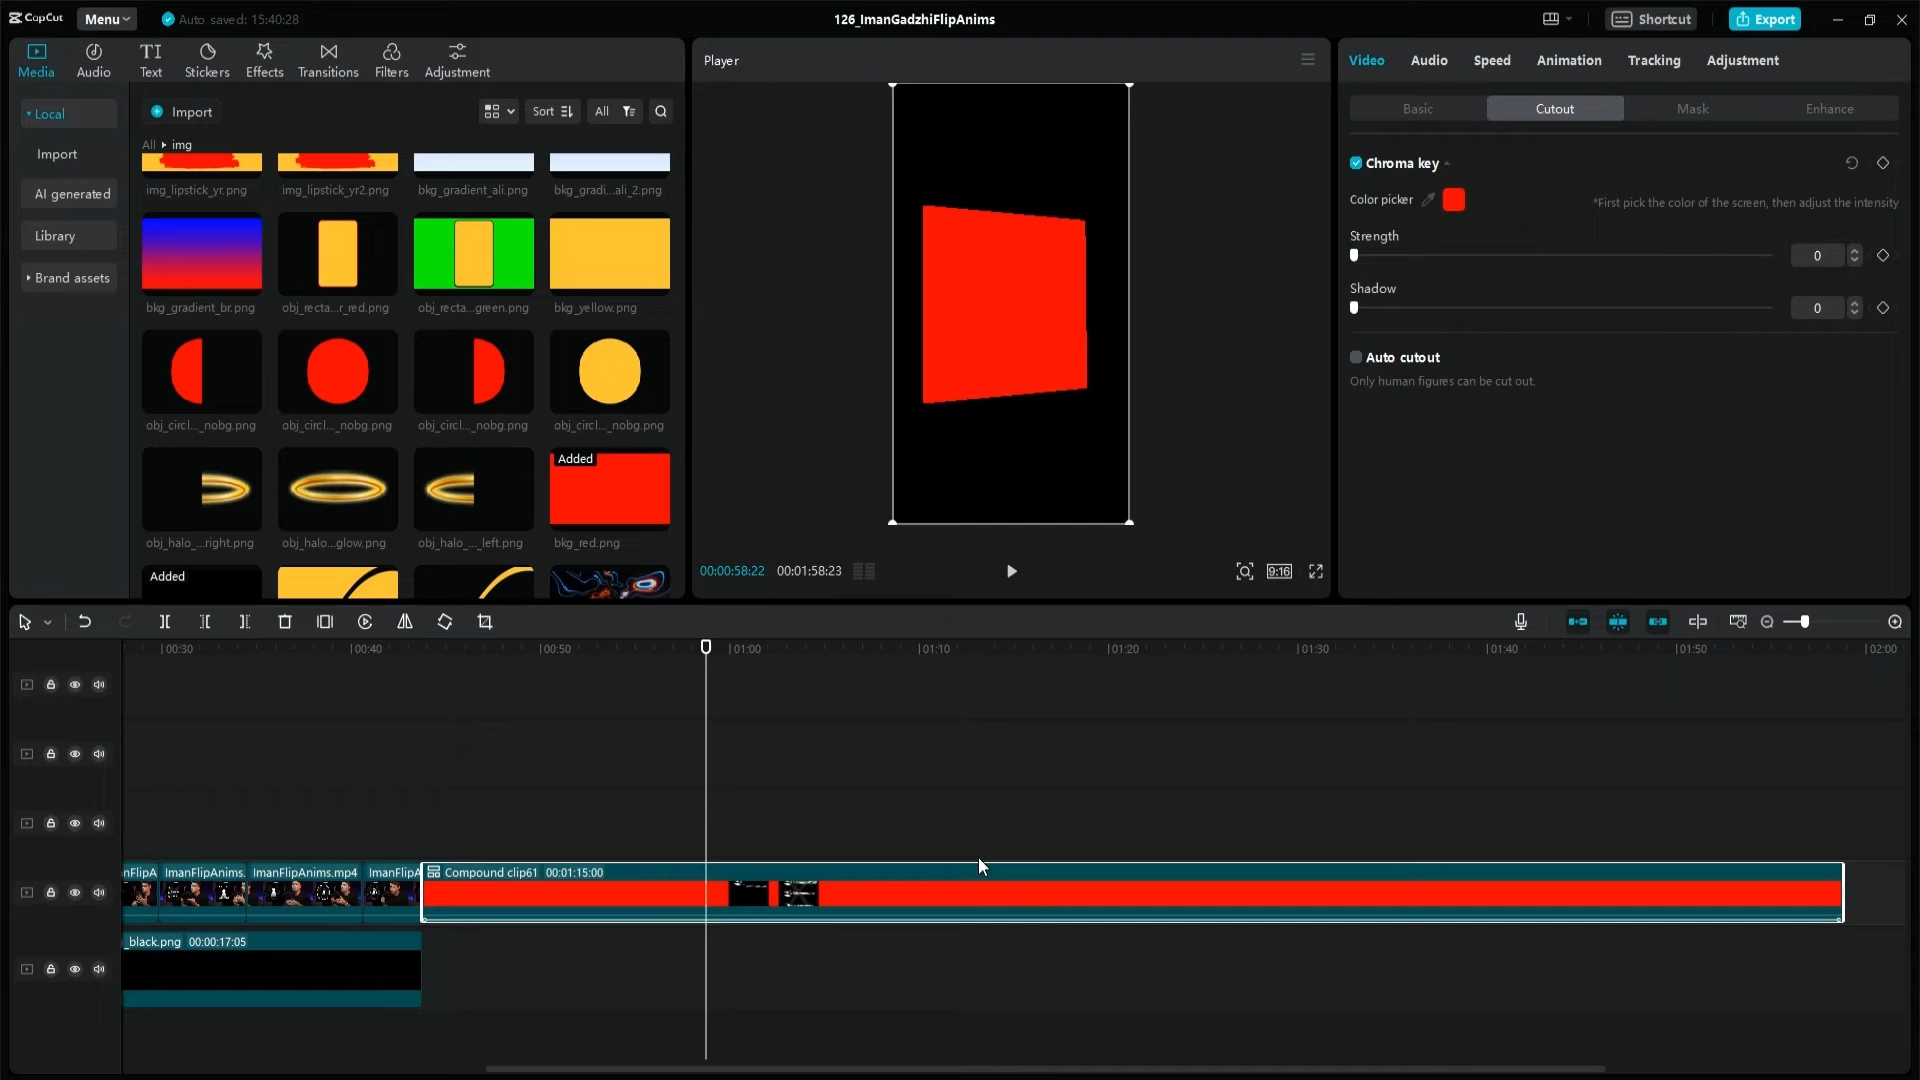 CapCut
Menu
Auto saved: 15:40:28
126_ImanGadzhiFlipAnims
Shortcut
Export
Media
Audio
Text
Stickers
Effects
Transitions
Filters
Adjustment
Local
Import
AI generated
Library
Brand assets
Import
Sort
All
All
img
img_lipstick_yr.png
img_lipstick_yr2.png
bkg_gradient_ali.png
bkg_gradi...ali_2.png
bkg_gradient_br.png
obj_recta...r_red.png
obj_recta...green.png
bkg_yellow.png
obj_circl..._nobg.png
obj_circl..._nobg.png
obj_circl..._nobg.png
obj_circl..._nobg.png
Added
obj_halo_...right.png
obj_halo...glow.png
obj_halo_..._left.png
bkg_red.png
Added
Player
00:00:58:22
00:01:58:23
9:16
Video
Audio
Speed
Animation
Tracking
Adjustment
Basic
Cutout
Mask
Enhance
Chroma key
Color picker
*First pick the color of the screen, then adjust the intensity
Strength
0
Shadow
0
Auto cutout
Only human figures can be cut out.
00:30
00:40
00:50
01:00
01:10
01:20
01:30
01:40
01:50
02:00
nFlipA
ImanFlipAnims.
ImanFlipAnims.mp4
ImanFlipA
Compound clip61 00:01:15:00
_black.png 00:00:17:05